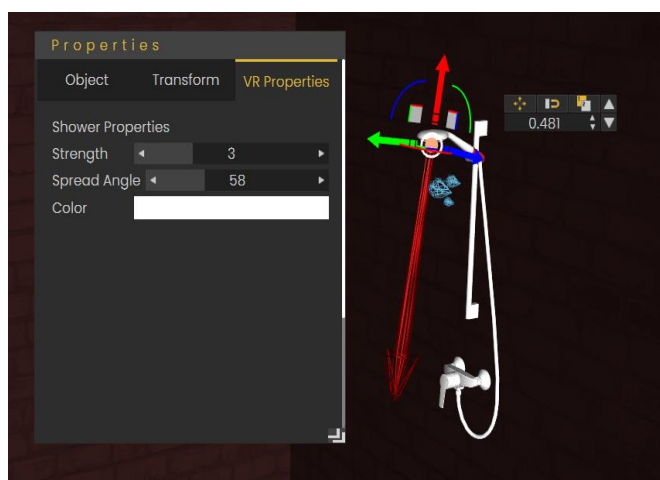 Properties
Object Transform VR Properties
Shower Properties
Strength 3
Spread Angle 58
Color
0.481